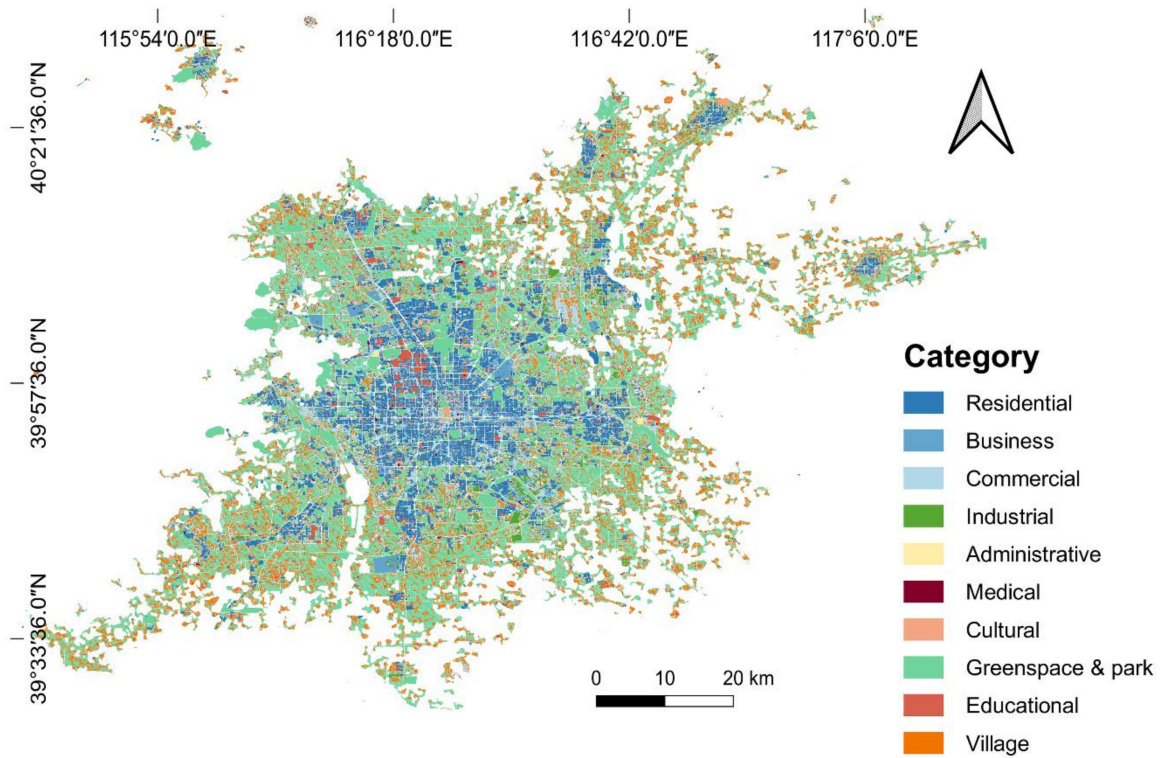 115°54'0.0"E
116°18'0.0"E
116°42'0.0"E
117°6'0.0"E
40°21'36.0"N
39°57'36.0"N
39°33'36.0"N
Category
Residential
Business
Commercial
Industrial
Administrative
Medical
Cultural
Greenspace & park
Educational
Village
0 10 20 km